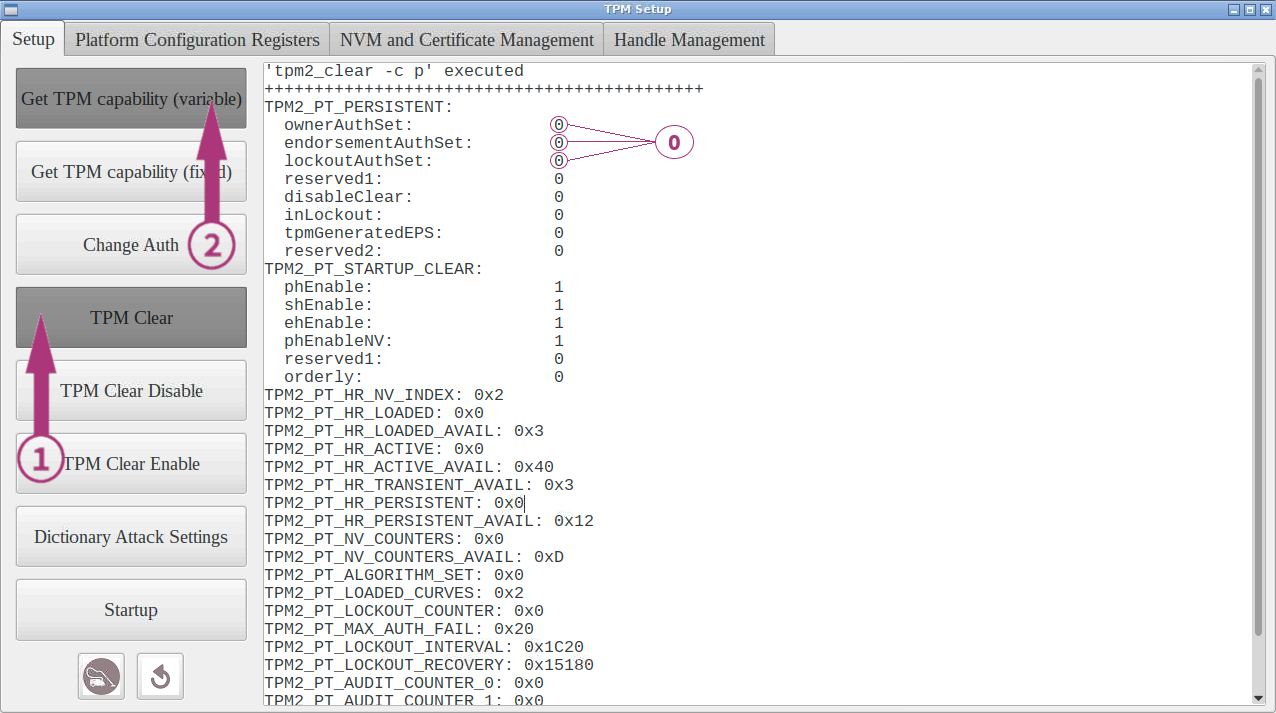 TPM Setup
Setup
Platform Configuration Registers
NVM and Certificate Management
Handle Management
Get TPM capability (variable)
Get TPM capability (fixed)
Change Auth
2
TPM Clear
TPM Clear Disable
1
TPM Clear Enable
Dictionary Attack Settings
Startup
'tpm2_clear -c p' executed
++++++++++++++++++++++++++++++++++++++++++++
TPM2_PT_PERSISTENT:
ownerAuthSet: 0
endorsementAuthSet: 0
0
lockoutAuthSet: 0
reserved1: 0
disableClear: 0
inLockout: 0
tpmGeneratedEPS: 0
reserved2: 0
TPM2_PT_STARTUP_CLEAR:
phEnable: 1
shEnable: 1
ehEnable: 1
phEnableNV: 1
reserved1: 0
orderly: 0
TPM2_PT_HR_NV_INDEX: 0x2
TPM2_PT_HR_LOADED: 0x0
TPM2_PT_HR_LOADED_AVAIL: 0x3
TPM2_PT_HR_ACTIVE: 0x0
TPM2_PT_HR_ACTIVE_AVAIL: 0x40
TPM2_PT_HR_TRANSIENT_AVAIL: 0x3
TPM2_PT_HR_PERSISTENT: 0x0
TPM2_PT_HR_PERSISTENT_AVAIL: 0x12
TPM2_PT_NV_COUNTERS: 0x0
TPM2_PT_NV_COUNTERS_AVAIL: 0xD
TPM2_PT_ALGORITHM_SET: 0x0
TPM2_PT_LOADED_CURVES: 0x2
TPM2_PT_LOCKOUT_COUNTER: 0x0
TPM2_PT_MAX_AUTH_FAIL: 0x20
TPM2_PT_LOCKOUT_INTERVAL: 0x1C20
TPM2_PT_LOCKOUT_RECOVERY: 0x15180
TPM2_PT_AUDIT_COUNTER_0: 0x0
TPM2_PT_AUDIT_COUNTER_1: 0x0